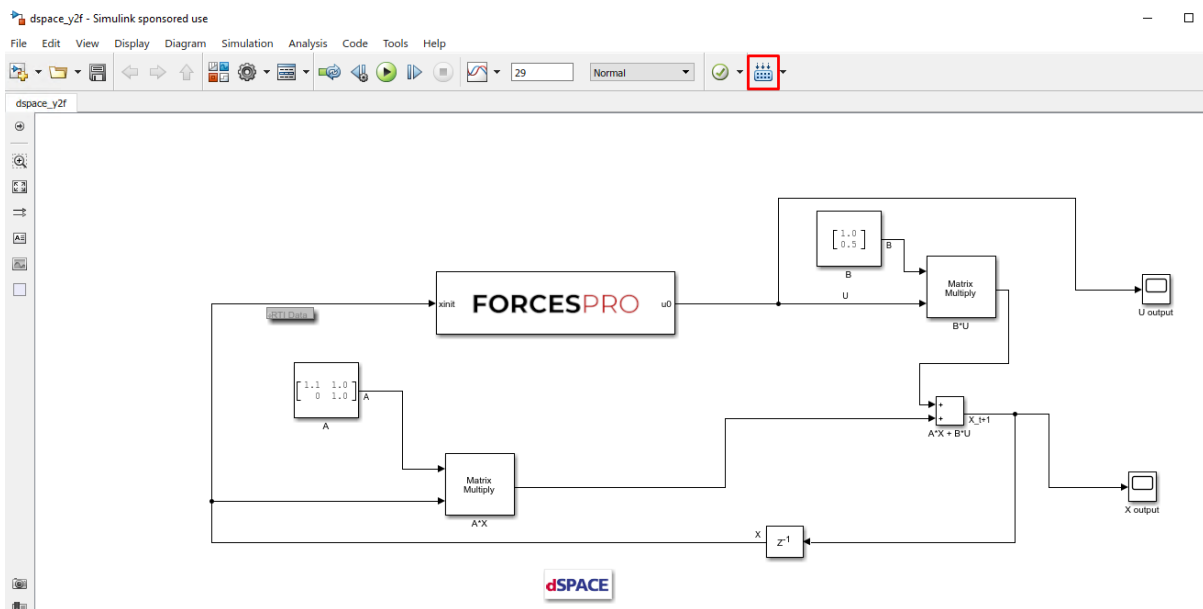 dspace_y2f - Simulink sponsored use
File Edit View Display Diagram Simulation Analysis Code Tools Help
29 Normal
dspace_y2f
xinit FORCESPRO u0
RTI Data
1.0
0.5
B
B
U
Matrix
Multiply
B*U
U output
1.1 1.0
0 1.0
A
A
+
+
X_t+1
A*X + B*U
Matrix
Multiply
A*X
X output
X
Z-1
dSPACE